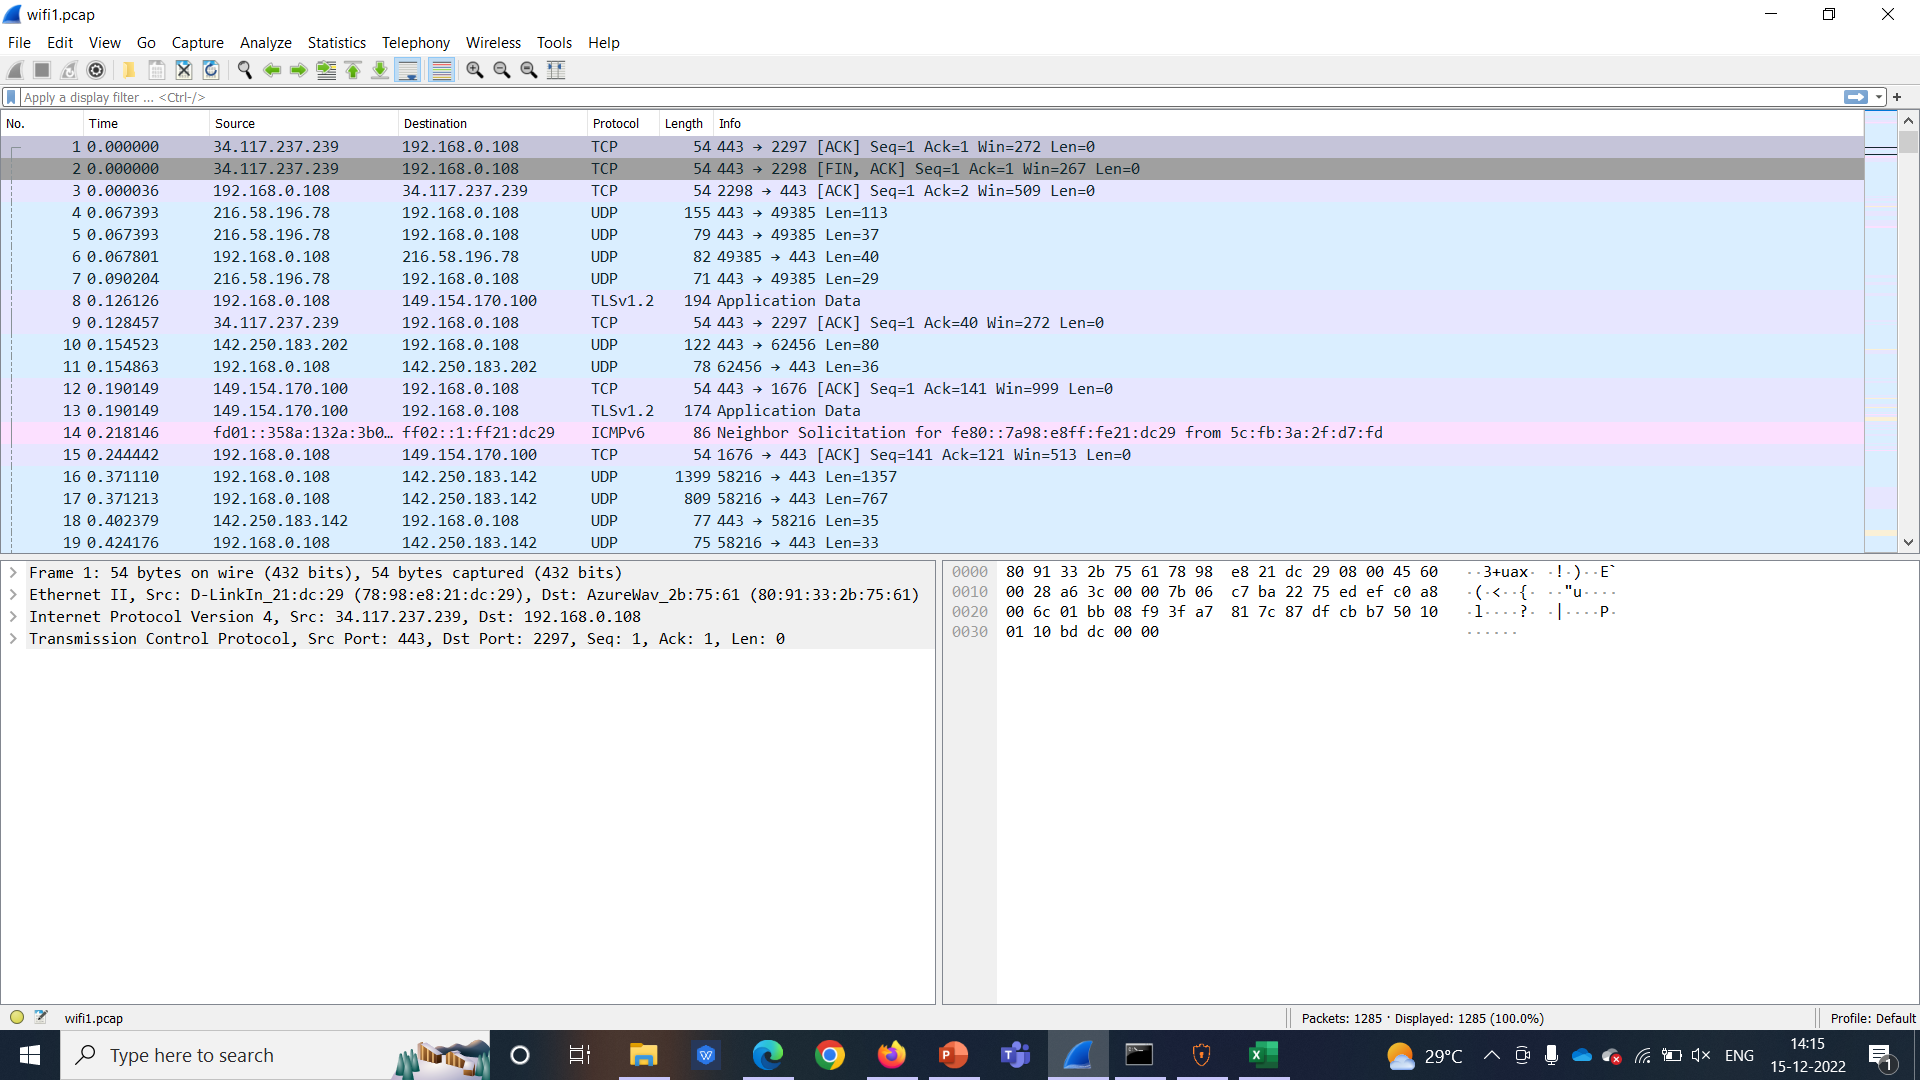 wifi1.pcap
File Edit View Go Capture Analyze Statistics Telephony Wireless Tools Help
Apply a display filter ... <Ctrl-/>
No. Time Source Destination Protocol Length Info
1 0.000000 34.117.237.239 192.168.0.108 TCP 54 443 → 2297 [ACK] Seq=1 Ack=1 Win=272 Len=0
2 0.000000 34.117.237.239 192.168.0.108 TCP 54 443 → 2298 [FIN, ACK] Seq=1 Ack=1 Win=267 Len=0
3 0.000036 192.168.0.108 34.117.237.239 TCP 54 2298 → 443 [ACK] Seq=1 Ack=2 Win=509 Len=0
4 0.067393 216.58.196.78 192.168.0.108 UDP 155 443 → 49385 Len=113
5 0.067393 216.58.196.78 192.168.0.108 UDP 79 443 → 49385 Len=37
6 0.067801 192.168.0.108 216.58.196.78 UDP 82 49385 → 443 Len=40
7 0.090204 216.58.196.78 192.168.0.108 UDP 71 443 → 49385 Len=29
8 0.126126 192.168.0.108 149.154.170.100 TLSv1.2 194 Application Data
9 0.128457 34.117.237.239 192.168.0.108 TCP 54 443 → 2297 [ACK] Seq=1 Ack=40 Win=272 Len=0
10 0.154523 142.250.183.202 192.168.0.108 UDP 122 443 → 62456 Len=80
11 0.154863 192.168.0.108 142.250.183.202 UDP 78 62456 → 443 Len=36
12 0.190149 149.154.170.100 192.168.0.108 TCP 54 443 → 1676 [ACK] Seq=1 Ack=141 Win=999 Len=0
13 0.190149 149.154.170.100 192.168.0.108 TLSv1.2 174 Application Data
14 0.218146 fd01::358a:132a:3b0… ff02::1:ff21:dc29 ICMPv6 86 Neighbor Solicitation for fe80::7a98:e8ff:fe21:dc29 from 5c:fb:3a:2f:d7:fd
15 0.244442 192.168.0.108 149.154.170.100 TCP 54 1676 → 443 [ACK] Seq=141 Ack=121 Win=513 Len=0
16 0.371110 192.168.0.108 142.250.183.142 UDP 1399 58216 → 443 Len=1357
17 0.371213 192.168.0.108 142.250.183.142 UDP 809 58216 → 443 Len=767
18 0.402379 142.250.183.142 192.168.0.108 UDP 77 443 → 58216 Len=35
19 0.424176 192.168.0.108 142.250.183.142 UDP 75 58216 → 443 Len=33
Frame 1: 54 bytes on wire (432 bits), 54 bytes captured (432 bits)
Ethernet II, Src: D-LinkIn_21:dc:29 (78:98:e8:21:dc:29), Dst: AzureWav_2b:75:61 (80:91:33:2b:75:61)
Internet Protocol Version 4, Src: 34.117.237.239, Dst: 192.168.0.108
Transmission Control Protocol, Src Port: 443, Dst Port: 2297, Seq: 1, Ack: 1, Len: 0
0000 80 91 33 2b 75 61 78 98 e8 21 dc 29 08 00 45 60 ··3+uax· ·!·)··E`
0010 00 28 a6 3c 00 00 7b 06 c7 ba 22 75 ed ef c0 a8 ·(·<··{· ··"u····
0020 00 6c 01 bb 08 f9 3f a7 81 7c 87 df cb b7 50 10 ·l····?· ·|····P·
0030 01 10 bd dc 00 00 ······
wifi1.pcap
Packets: 1285 · Displayed: 1285 (100.0%)
Profile: Default
Type here to search
29°C
ENG
14:15
15-12-2022
1